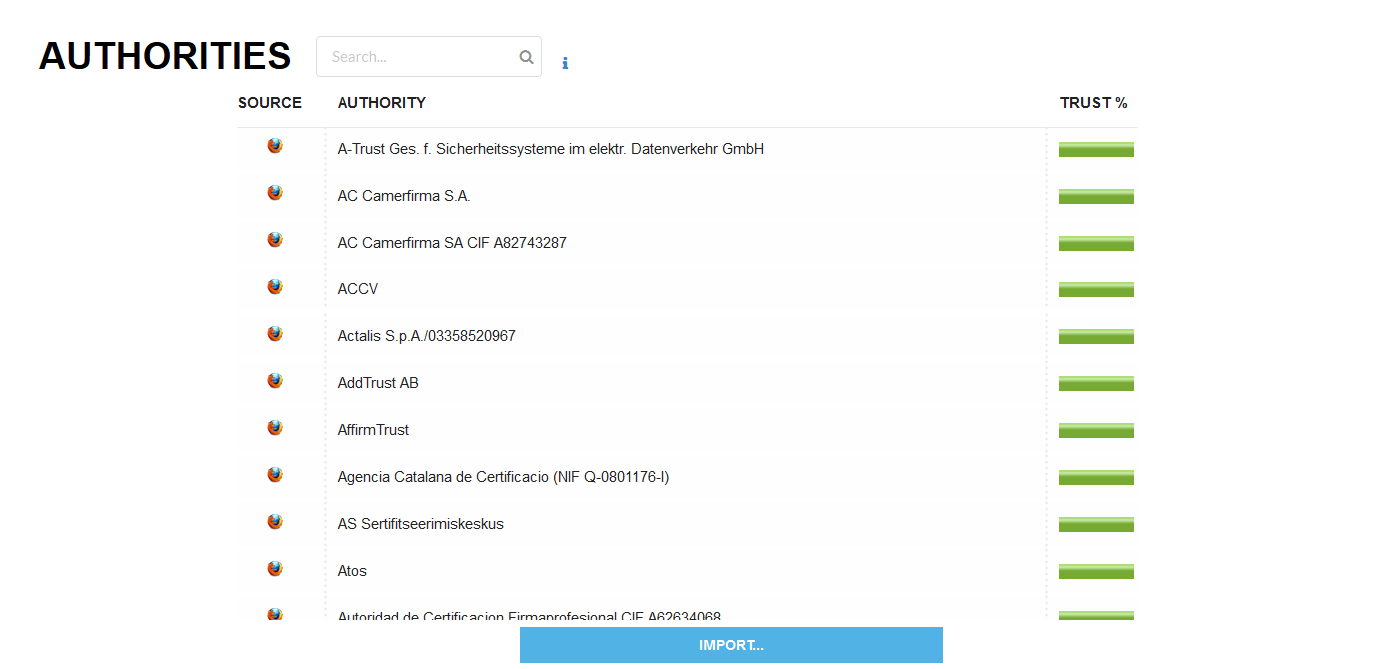 AUTHORITIES
Search...
SOURCE AUTHORITY TRUST %
A-Trust Ges. f. Sicherheitssysteme im elektr. Datenverkehr GmbH
AC Camerfirma S.A.
AC Camerfirma SA CIF A82743287
ACCV
Actalis S.p.A./03358520967
AddTrust AB
AffirmTrust
Agencia Catalana de Certificacio (NIF Q-0801176-I)
AS Sertifitseerimiskeskus
Atos
Autoridad de Certificacion Firmaprofesional CIF A62634068
IMPORT...